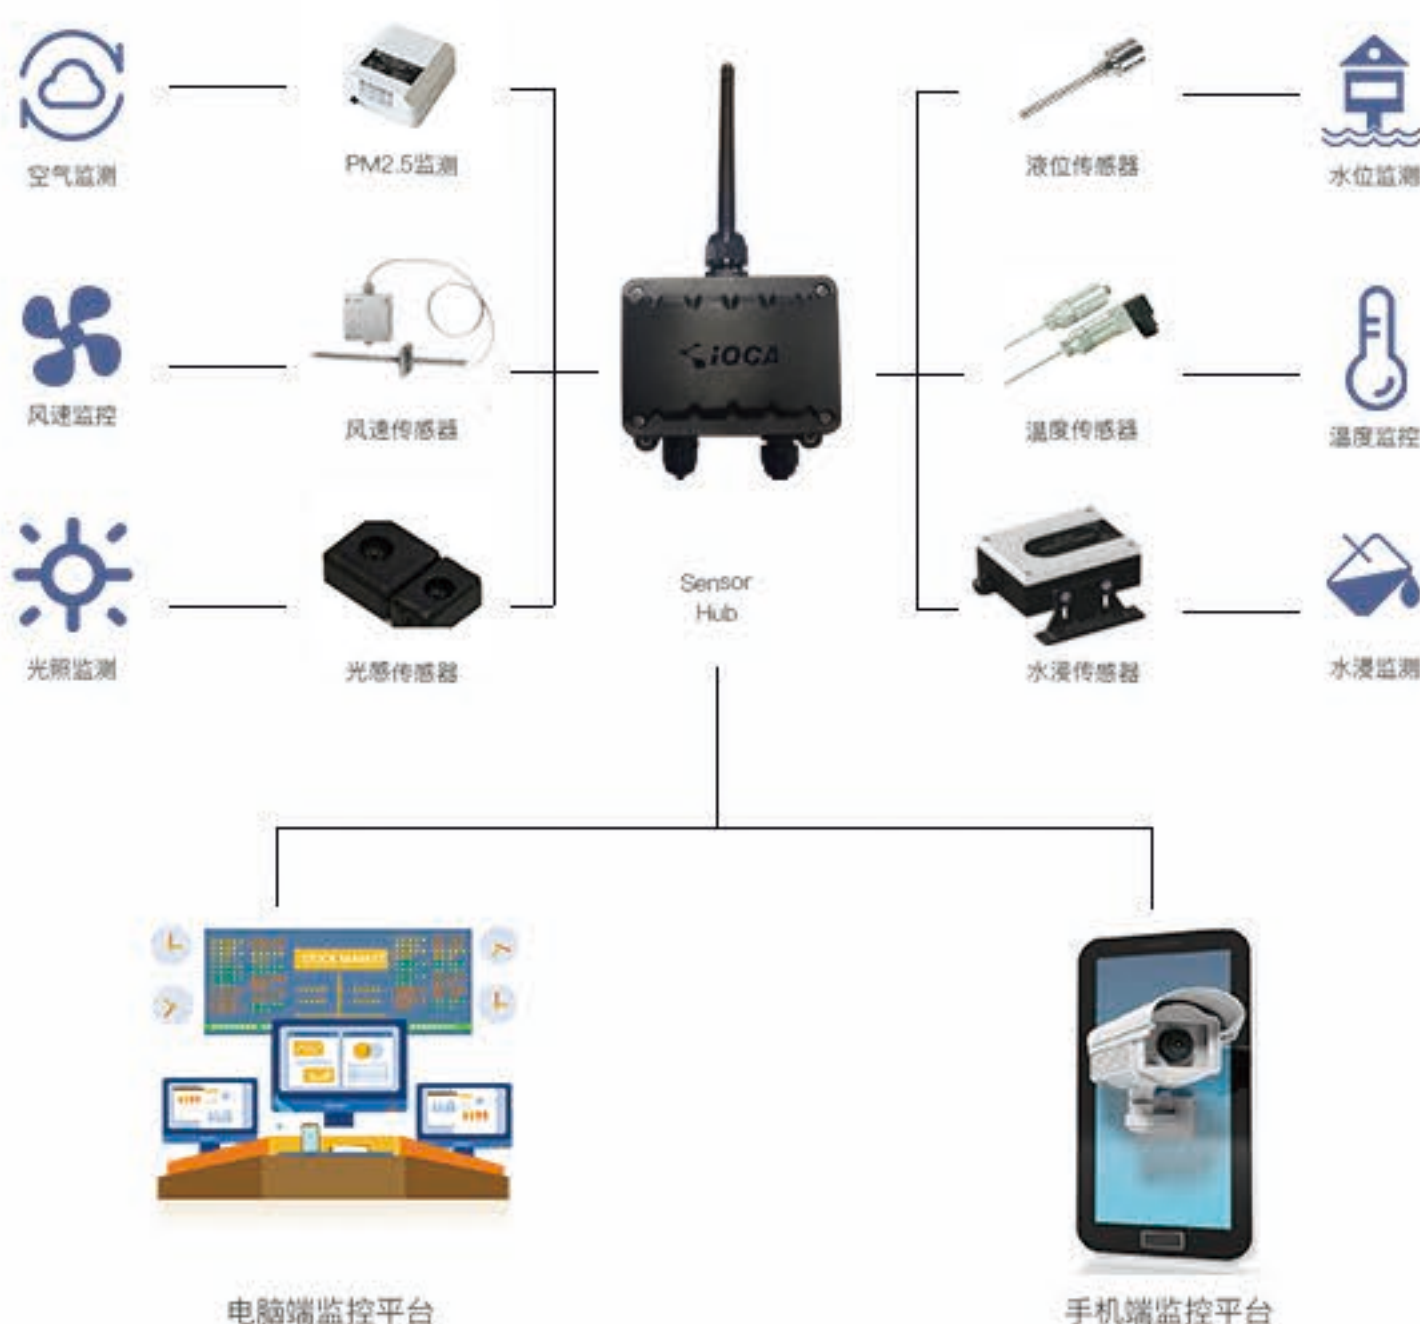 空气监测
PM2.5监测
液位传感器
水位监测
iOCA
风速监控
风速传感器
温度传感器
温度监控
Sensor
Hub
光照监测
光感传感器
水浸传感器
水浸监测
STOCK MARKET
电脑端监控平台
手机端监控平台